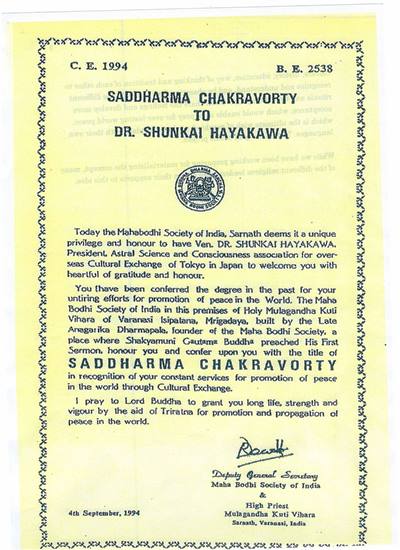 C. E. 1994 B. E. 2538
SADDHARMA CHAKRAVORTY
TO
DR. SHUNKAI HAYAKAWA
Today the Mahabodhi Society of India, Sarnath deems it a unique
privilege and honour to have Ven. DR. SHUNKAI HAYAKAWA.
President, Astral Science and Consciousness association for over-
seas Cultural Exchange of Tokyo in Japan to welcome you with
heartful of gratitude and honour.
You thave been conferred the degree in the past for your
untiring efforts for promotion of peace in the World. The Maha
Bodhi Society of India in this premises of Holy Mulagandha Kuti
Vihara of Varanasi Isipatana, Mrigadaya, built by the Late
Anagarika Dharmapala, founder of the Maha Bodhi Society, a
place where Shakyamuni Gautama Buddha preached His First
Sermon, honour you and confer upon you with the title of
SADDHARMA CHAKRAVORTY
in recognition of your constant services for promotion of peace
in the world through Cultural Exchange.
I pray to Lord Buddha to grant you long life, strength and
vigour by the aid of Triratna for promotion and propagation of
peace in the world.
Deputy General Secretary
Maha Bodhi Society of India
&
High Priest
Mulagandha Kuti Vihara
Sarnath, Varanasi, India
4th September, 1994